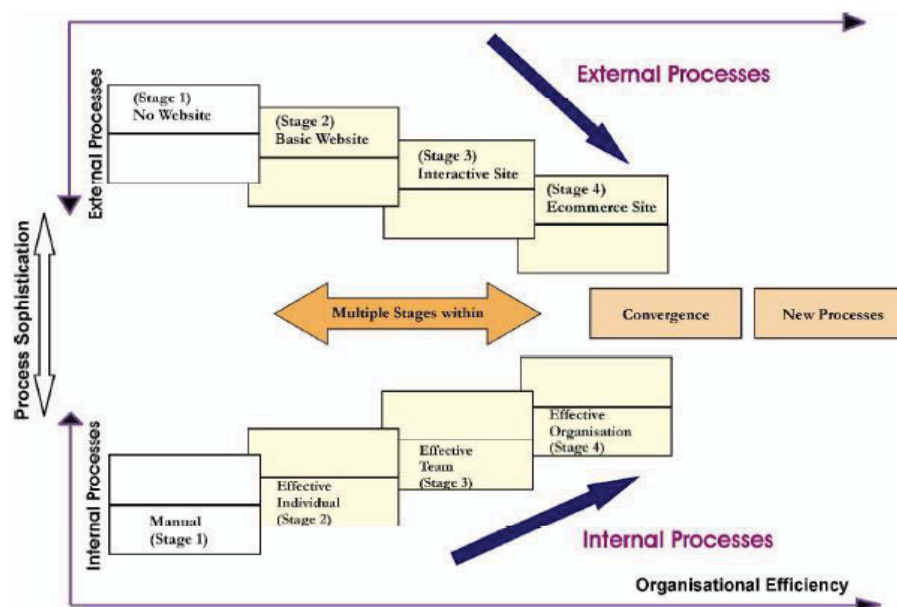 External Processes
External Processes
(Stage 1)
No Website
(Stage 2)
Basic Website
(Stage 3)
Interactive Site
(Stage 4)
Ecommerce Site
Process Sophistication
Multiple Stages within
Convergence
New Processes
Internal Processes
Manual
(Stage 1)
Effective
Individual
(Stage 2)
Effective
Team
(Stage 3)
Effective
Organisation
(Stage 4)
Internal Processes
Organisational Efficiency